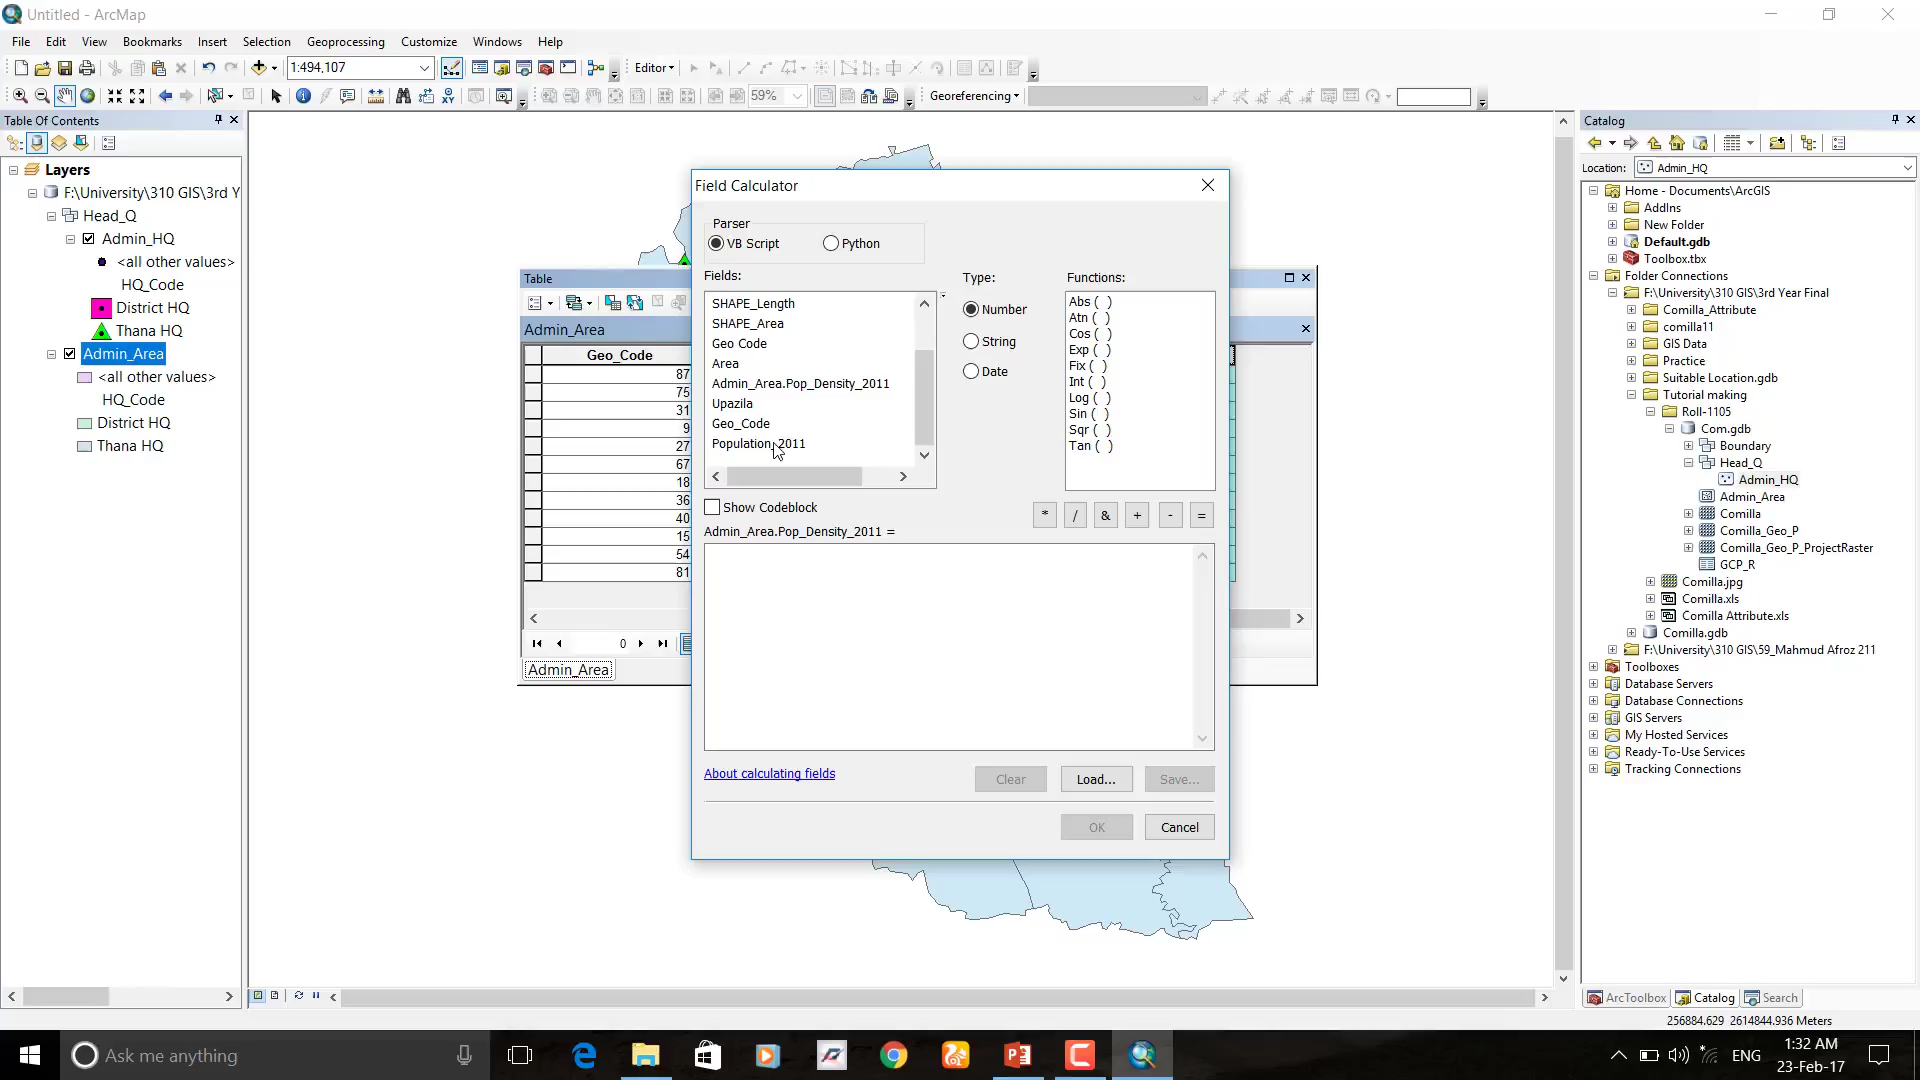 Untitled - ArcMap
File Edit View Bookmarks Insert Selection Geoprocessing Customize Windows Help
1:494,107 Editor
59% Georeferencing
Table Of Contents
Layers
F:\University\310 GIS\3rd Y
Head_Q
Admin_HQ
<all other values>
HQ_Code
District HQ
Thana HQ
Admin_Area
<all other values>
HQ_Code
District HQ
Thana HQ
Table
Admin_Area
Geo_Code
87
75
31
9
27
67
18
36
40
15
54
81
0
Admin_Area
Field Calculator
Parser
VB Script Python
Fields:
SHAPE_Length
SHAPE_Area
Geo Code
Area
Admin_Area.Pop_Density_2011
Upazila
Geo_Code
Population_2011
Type:
Number
String
Date
Functions:
Abs ( )
Atn ( )
Cos ( )
Exp ( )
Fix ( )
Int ( )
Log ( )
Sin ( )
Sqr ( )
Tan ( )
Show Codeblock
* / & + - =
Admin_Area.Pop_Density_2011 =
About calculating fields
Clear Load... Save...
OK Cancel
Catalog
Location: Admin_HQ
Home - Documents\ArcGIS
AddIns
New Folder
Default.gdb
Toolbox.tbx
Folder Connections
F:\University\310 GIS\3rd Year Final
Comilla_Attribute
comilla11
GIS Data
Practice
Suitable Location.gdb
Tutorial making
Roll-1105
Com.gdb
Boundary
Head_Q
Admin_HQ
Admin_Area
Comilla
Comilla_Geo_P
Comilla_Geo_P_ProjectRaster
GCP_R
Comilla.jpg
Comilla.xls
Comilla Attribute.xls
Comilla.gdb
F:\University\310 GIS\59_Mahmud Afroz 211
Toolboxes
Database Servers
Database Connections
GIS Servers
My Hosted Services
Ready-To-Use Services
Tracking Connections
ArcToolbox Catalog Search
256884.629 2614844.936 Meters
Ask me anything
ENG
1:32 AM
23-Feb-17